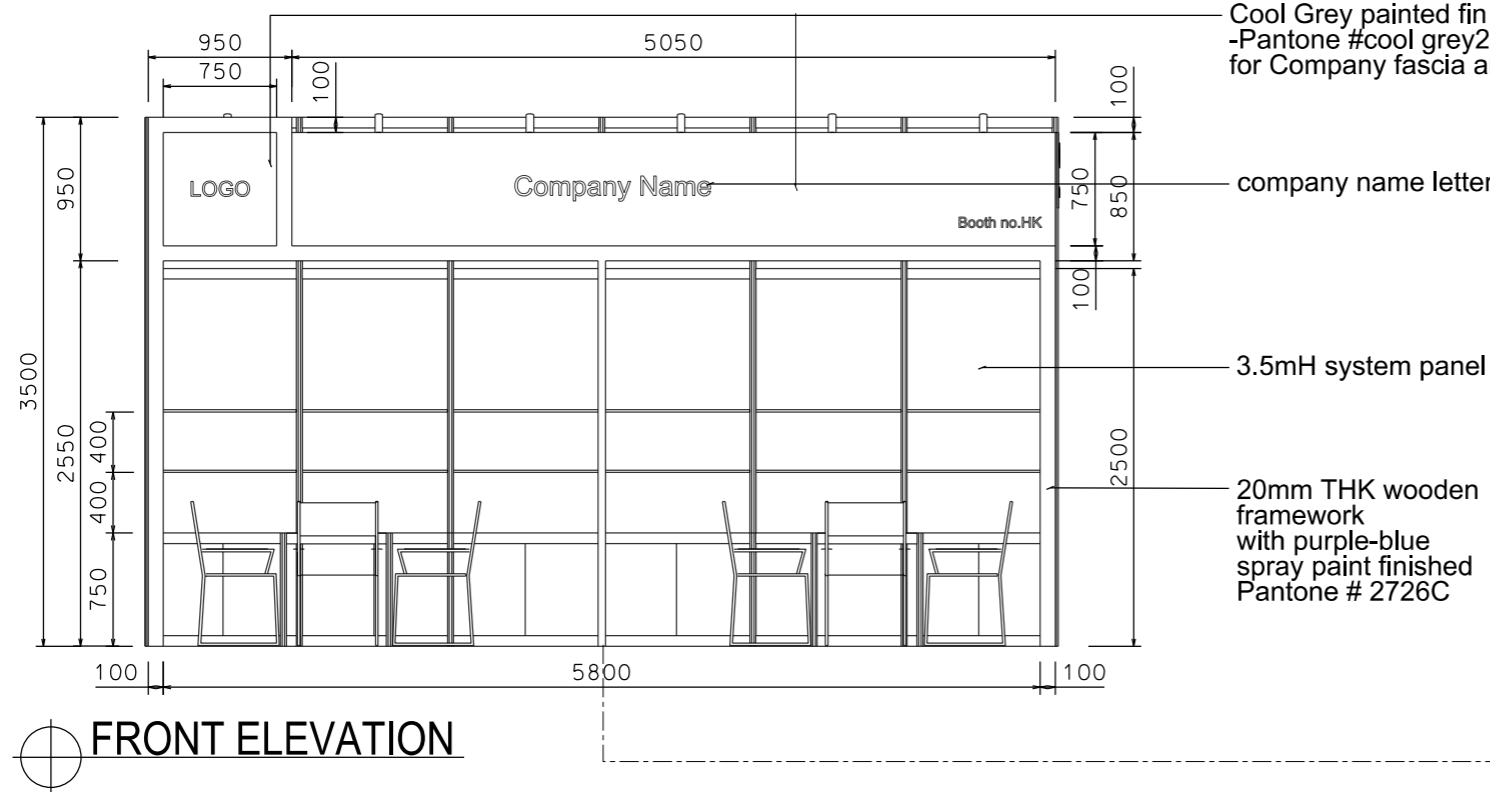 Cool Grey painted fin
-Pantone #cool grey2
for Company fascia a
950
5050
750
100
100
LOGO
Company Name
company name letter
950
750
850
Booth no.HK
100
3500
3.5mH system panel
2550
400
2500
400
20mm THK wooden
framework
with purple-blue
spray paint finished
Pantone # 2726C
750
100
5800
100
FRONT ELEVATION